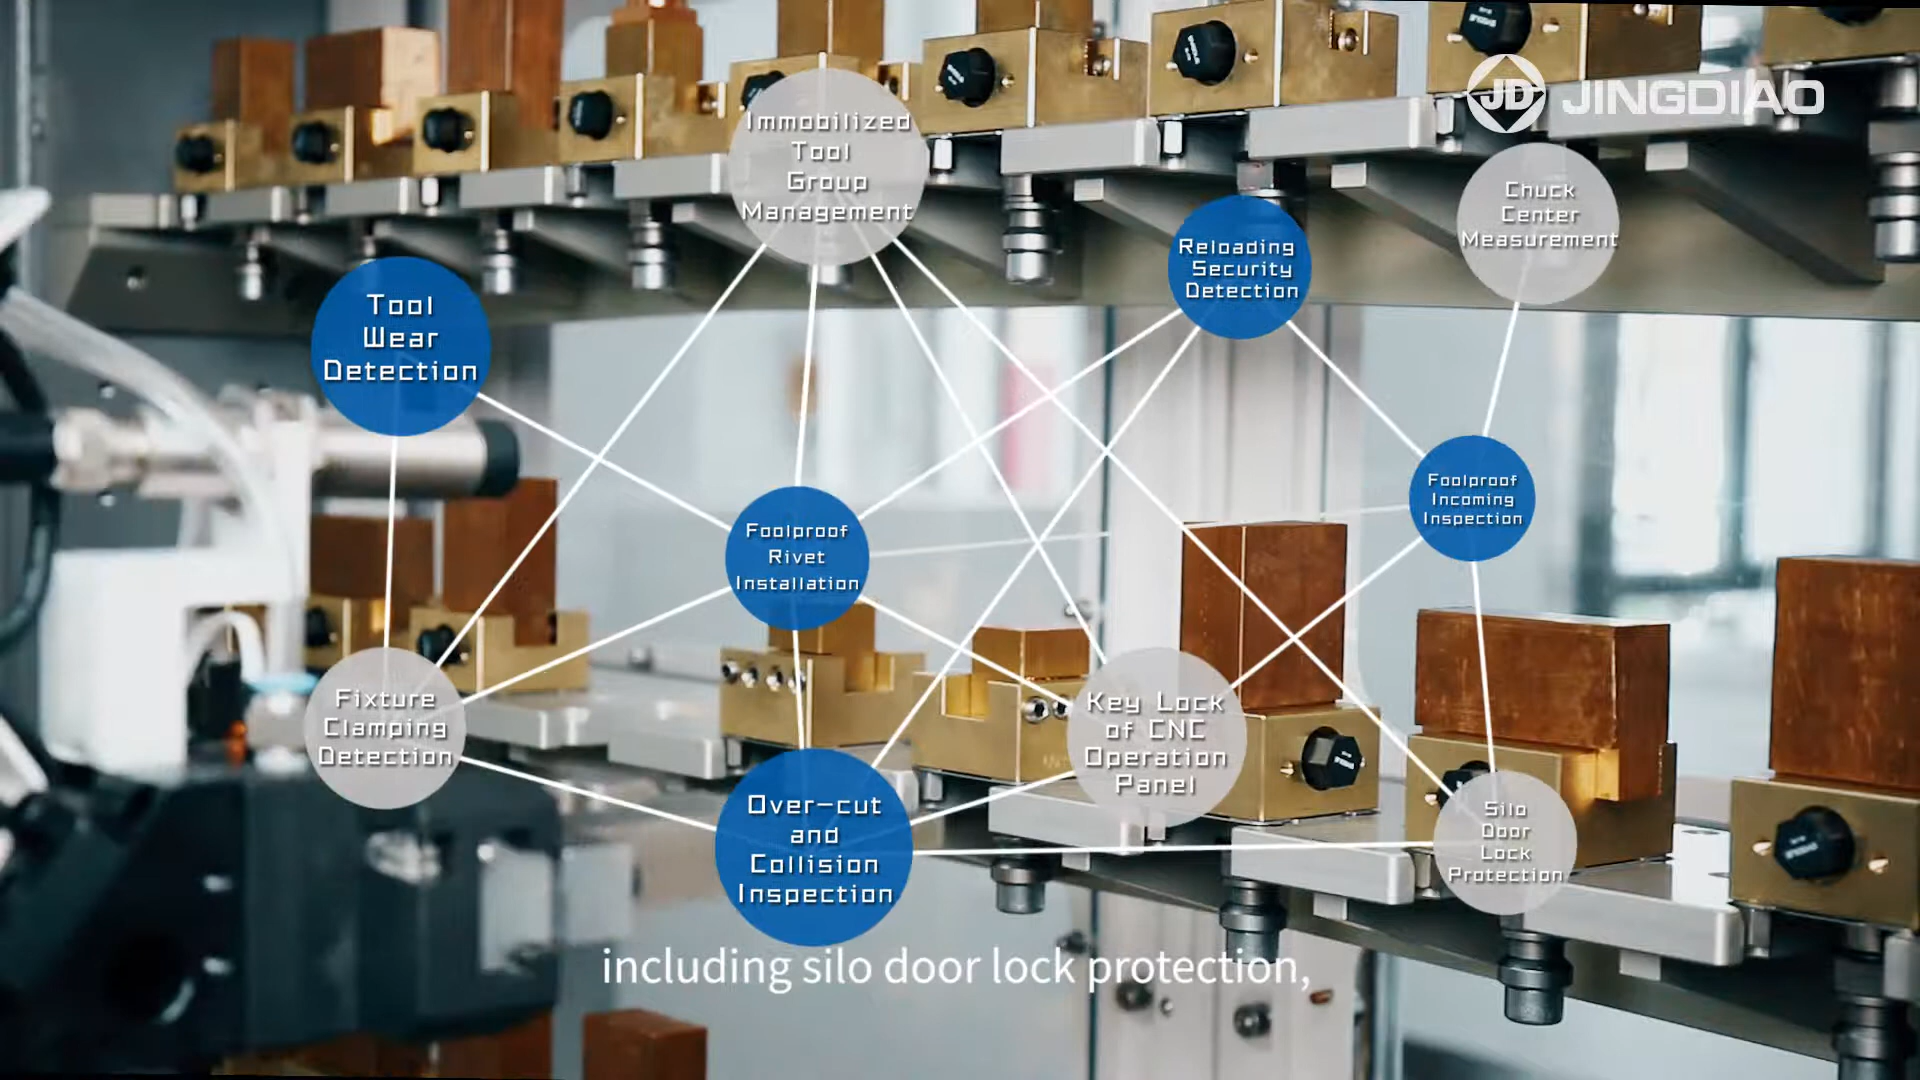 JD JINGDIAO
Immobilized
Tool
Group
Management
Chuck
Center
Measurement
Reloading
Security
Detection
Tool
Wear
Detection
Foolproof
Incoming
Inspection
Foolproof
Rivet
Installation
Fixture
Clamping
Detection
Key Lock
of CNC
Operation
Panel
Over-cut
and
Collision
Inspection
Silo
Door
Lock
Protection
including silo door lock protection,